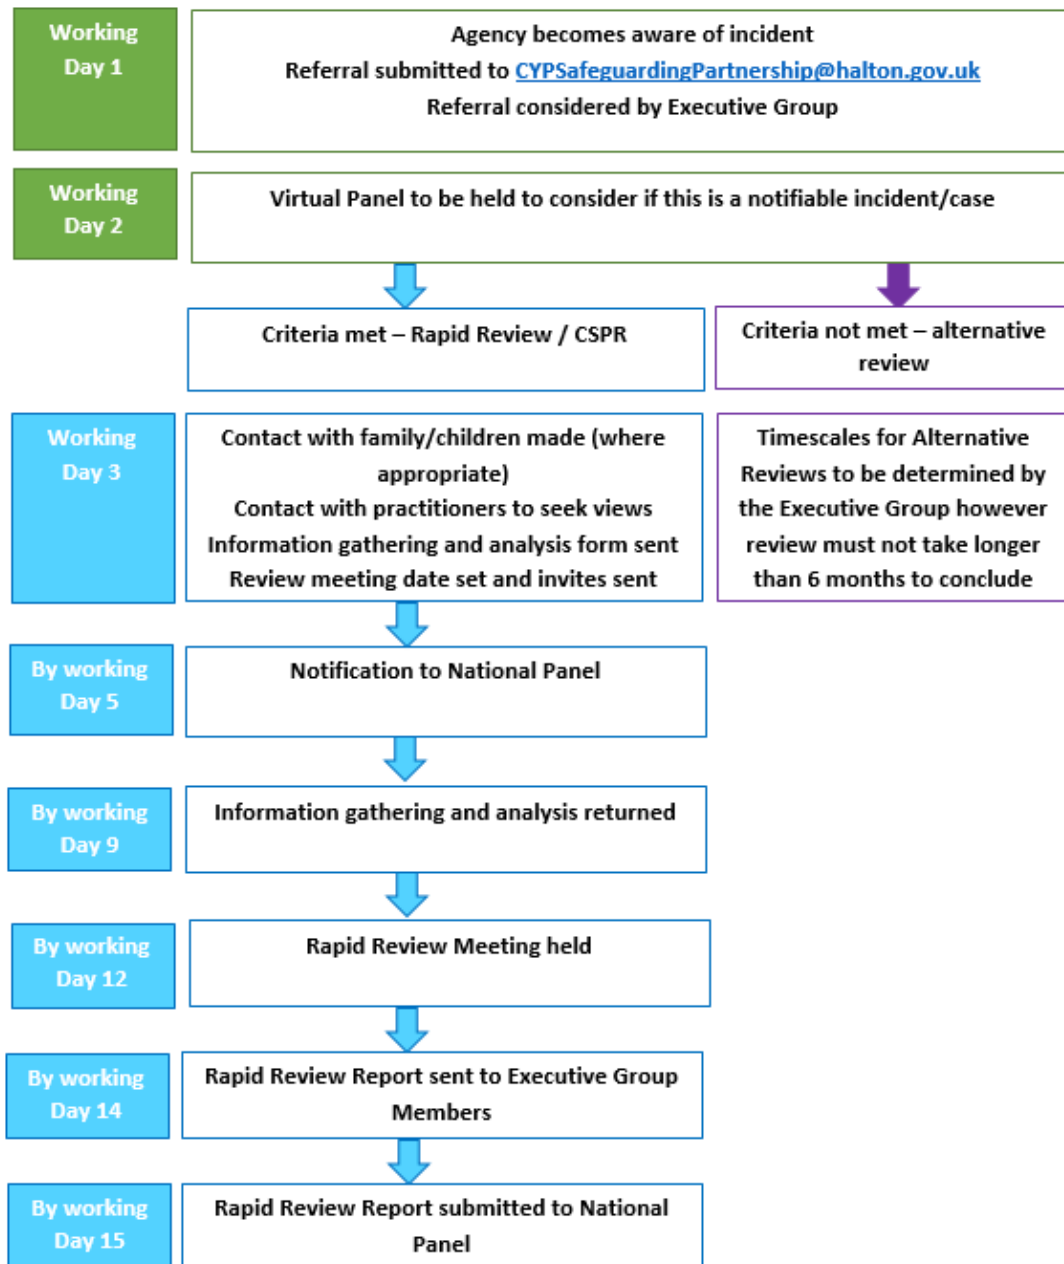 Working
Day 1
Agency becomes aware of incident
Referral submitted to CYPSafeguardingPartnership@halton.gov.uk
Referral considered by Executive Group
Working
Day 2
Virtual Panel to be held to consider if this is a notifiable incident/case
Criteria met – Rapid Review / CSPR
Criteria not met – alternative
review
Working
Day 3
Contact with family/children made (where
appropriate)
Contact with practitioners to seek views
Information gathering and analysis form sent
Review meeting date set and invites sent
Timescales for Alternative
Reviews to be determined by
the Executive Group however
review must not take longer
than 6 months to conclude
By working
Day 5
Notification to National Panel
By working
Day 9
Information gathering and analysis returned
By working
Day 12
Rapid Review Meeting held
By working
Day 14
Rapid Review Report sent to Executive Group
Members
By working
Day 15
Rapid Review Report submitted to National
Panel